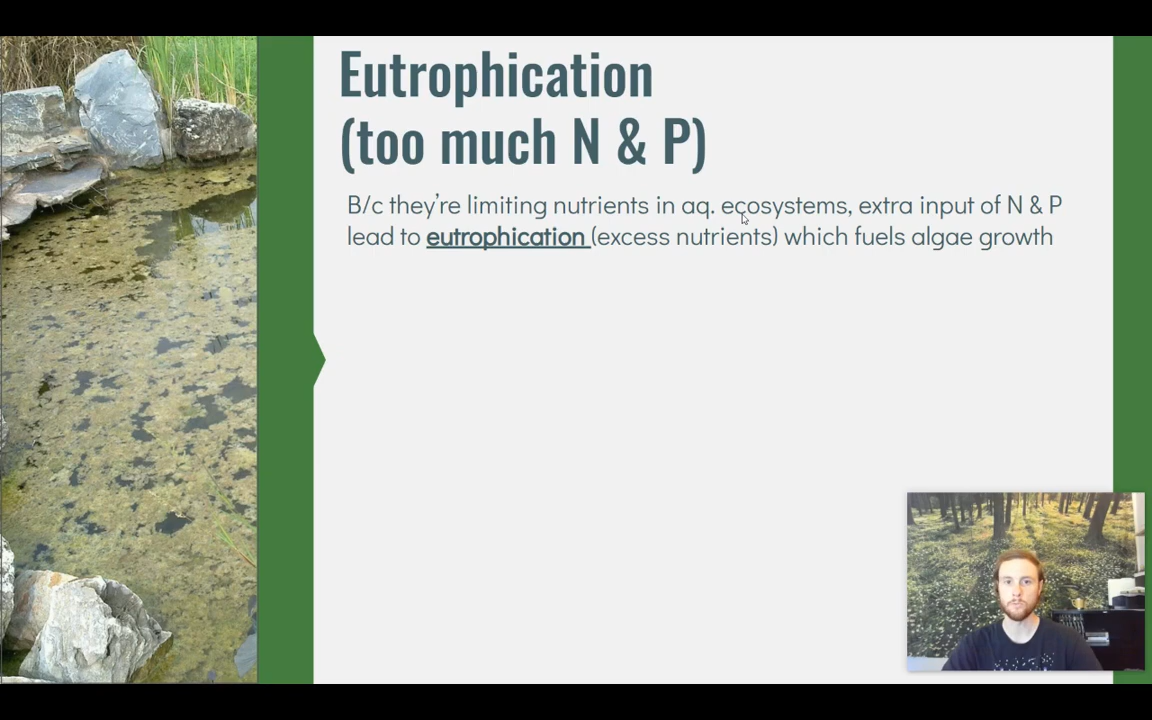 Eutrophication
(too much N & P)
B/c they're limiting nutrients in aq. ecosystems, extra input of N & P
lead to eutrophication (excess nutrients) which fuels algae growth